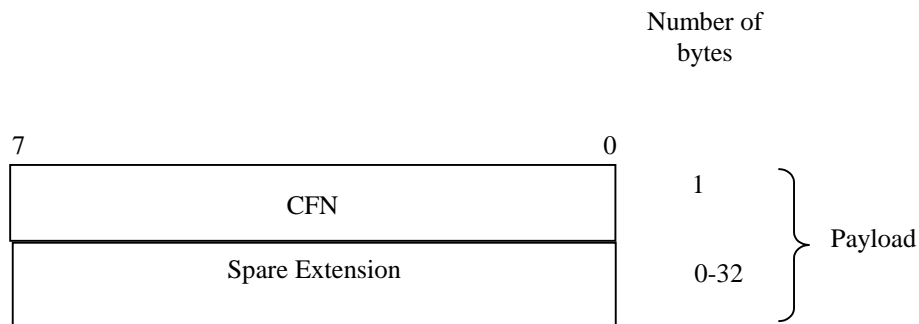 Number of
bytes
7 0
CFN 1
Payload
Spare Extension 0-32